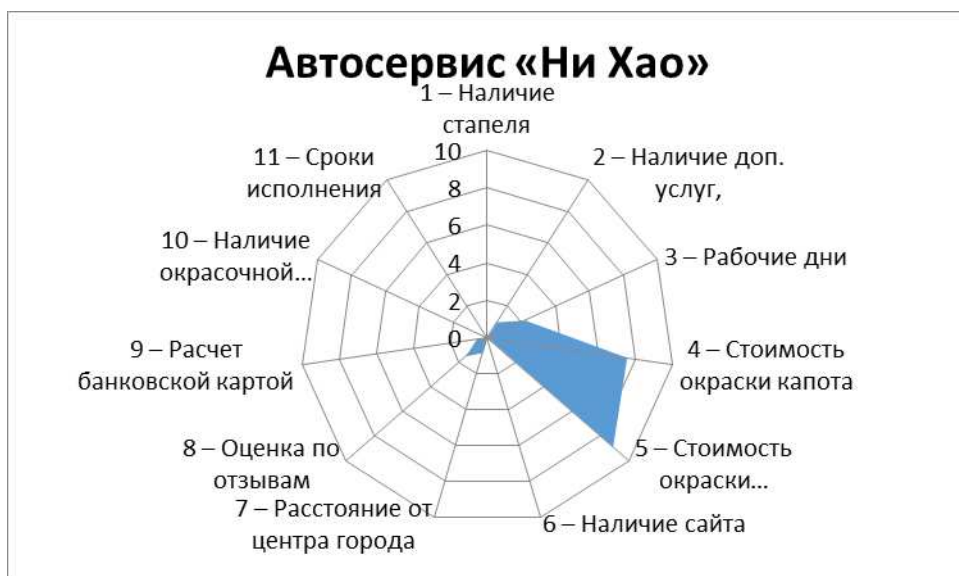 Автосервис «Ни Хао»
1 – Наличие
стапеля
2 – Наличие доп.
услуг,
3 – Рабочие дни
4 – Стоимость
окраски капота
5 – Стоимость
окраски...
6 – Наличие сайта
7 – Расстояние от
центра города
8 – Оценка по
отзывам
9 – Расчет
банковской картой
10 – Наличие
окрасочной...
11 – Сроки
исполнения
10
8
6
4
2
0